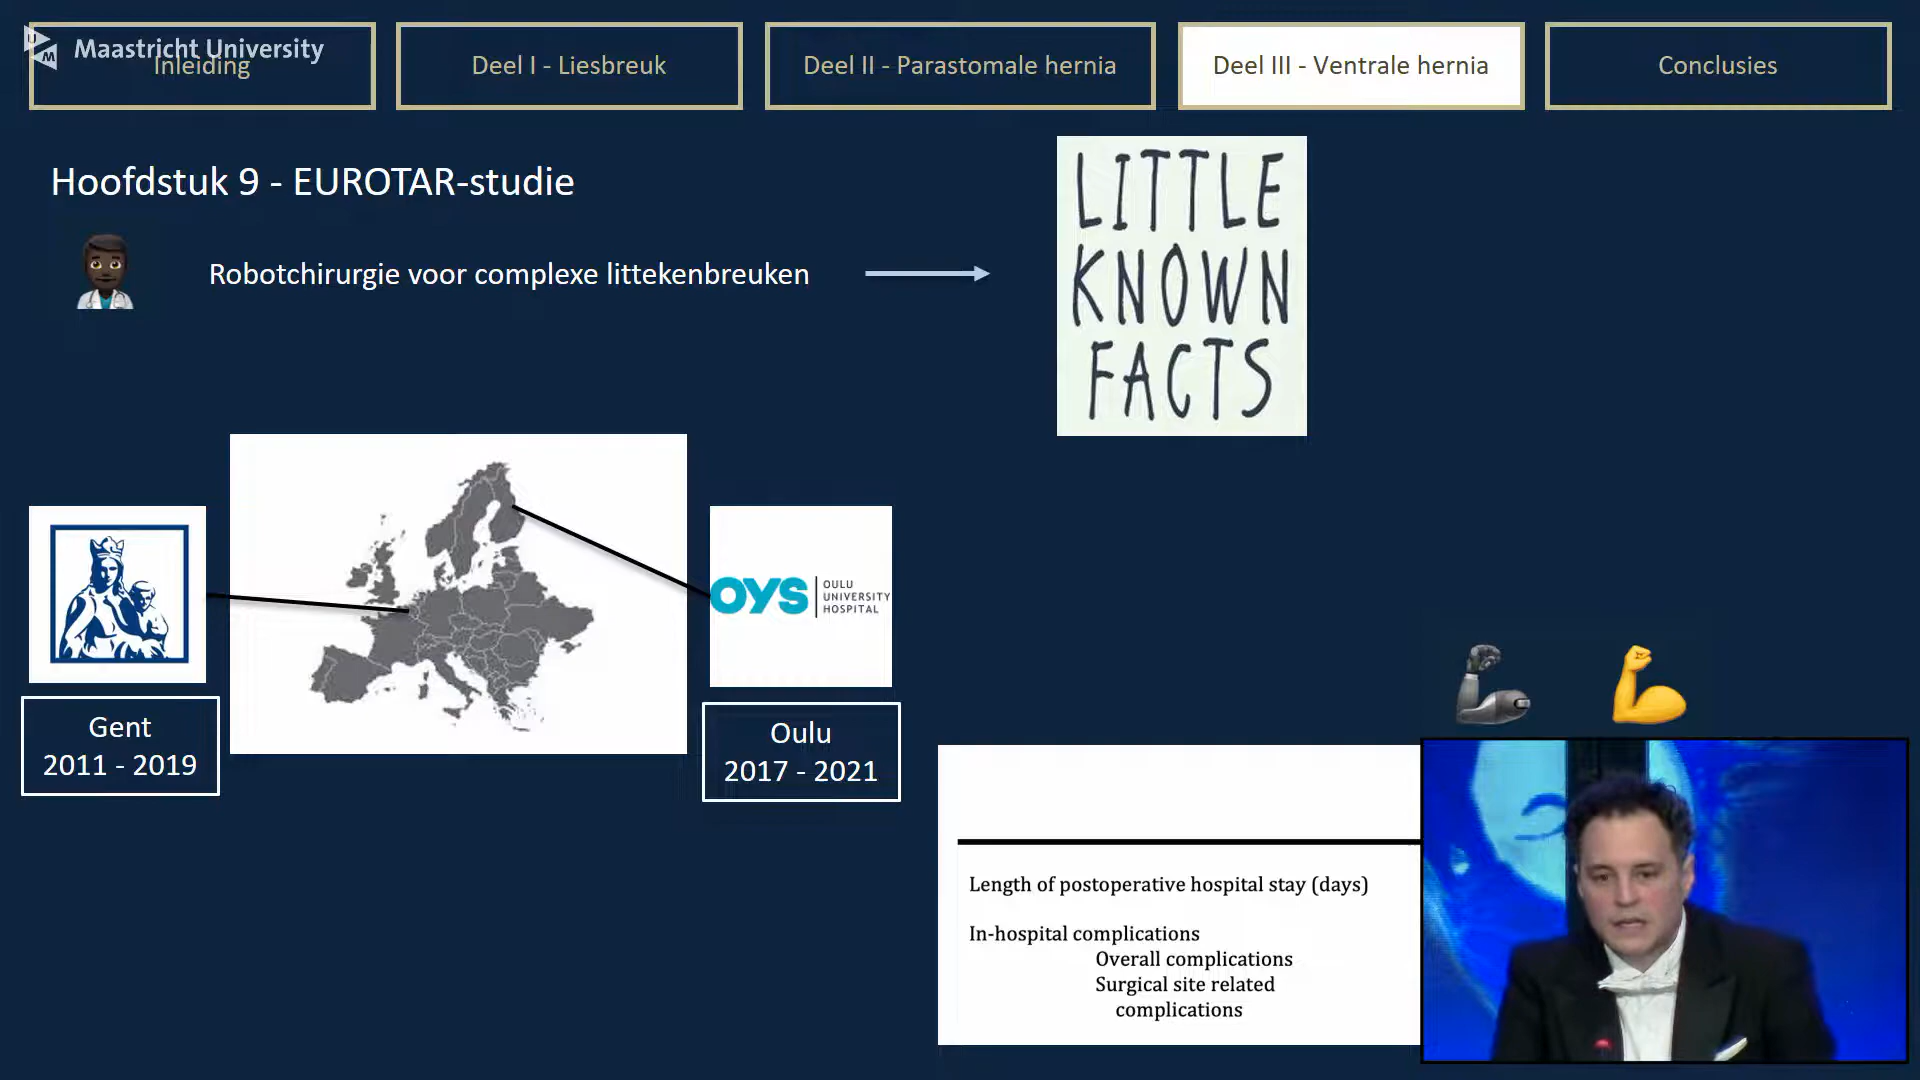 UM
Maastricht University
Inleiding
Deel I - Liesbreuk
Deel II - Parastomale hernia
Deel III - Ventrale hernia
Conclusies
Hoofdstuk 9 - EUROTAR-studie
Robotchirurgie voor complexe littekenbreuken
LITTLE
KNOWN
FACTS
OYS
OULU
UNIVERSITY
HOSPITAL
Gent
2011 - 2019
Oulu
2017 - 2021
Length of postoperative hospital stay (days)
In-hospital complications
Overall complications
Surgical site related
complications